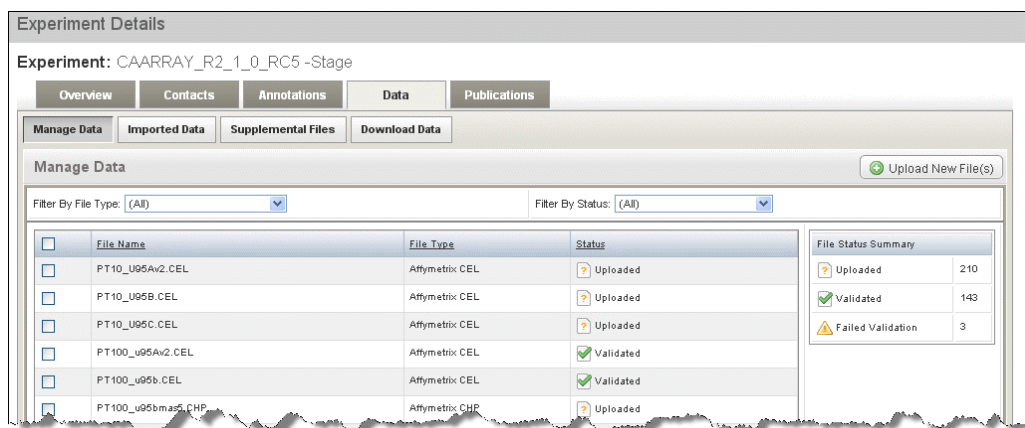 Experiment Details
Experiment: CAARRAY_R2_1_0_RC5 -Stage
Overview Contacts Annotations Data Publications
Manage Data Imported Data Supplemental Files Download Data
Manage Data Upload New File(s)
Filter By File Type: (All) Filter By Status: (All)
File Name File Type Status File Status Summary
PT10_U95Av2.CEL Affymetrix CEL Uploaded Uploaded 210
PT10_U95B.CEL Affymetrix CEL Uploaded Validated 143
PT10_U95C.CEL Affymetrix CEL Uploaded Failed Validation 3
PT100_u95Av2.CEL Affymetrix CEL Validated
PT100_u95b.CEL Affymetrix CEL Validated
PT100_u95bmas5.CHP Affymetrix CHP Uploaded